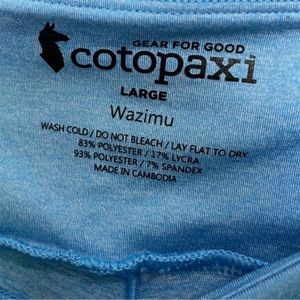 GEAR FOR GOOD
cotopaxi
LARGE
Wazimu
WASH COLD / DO NOT BLEACH / LAY FLAT TO DRY
83% POLYESTER / 17% LYCRA
93% POLYESTER / 7% SPANDEX
MADE IN CAMBODIA